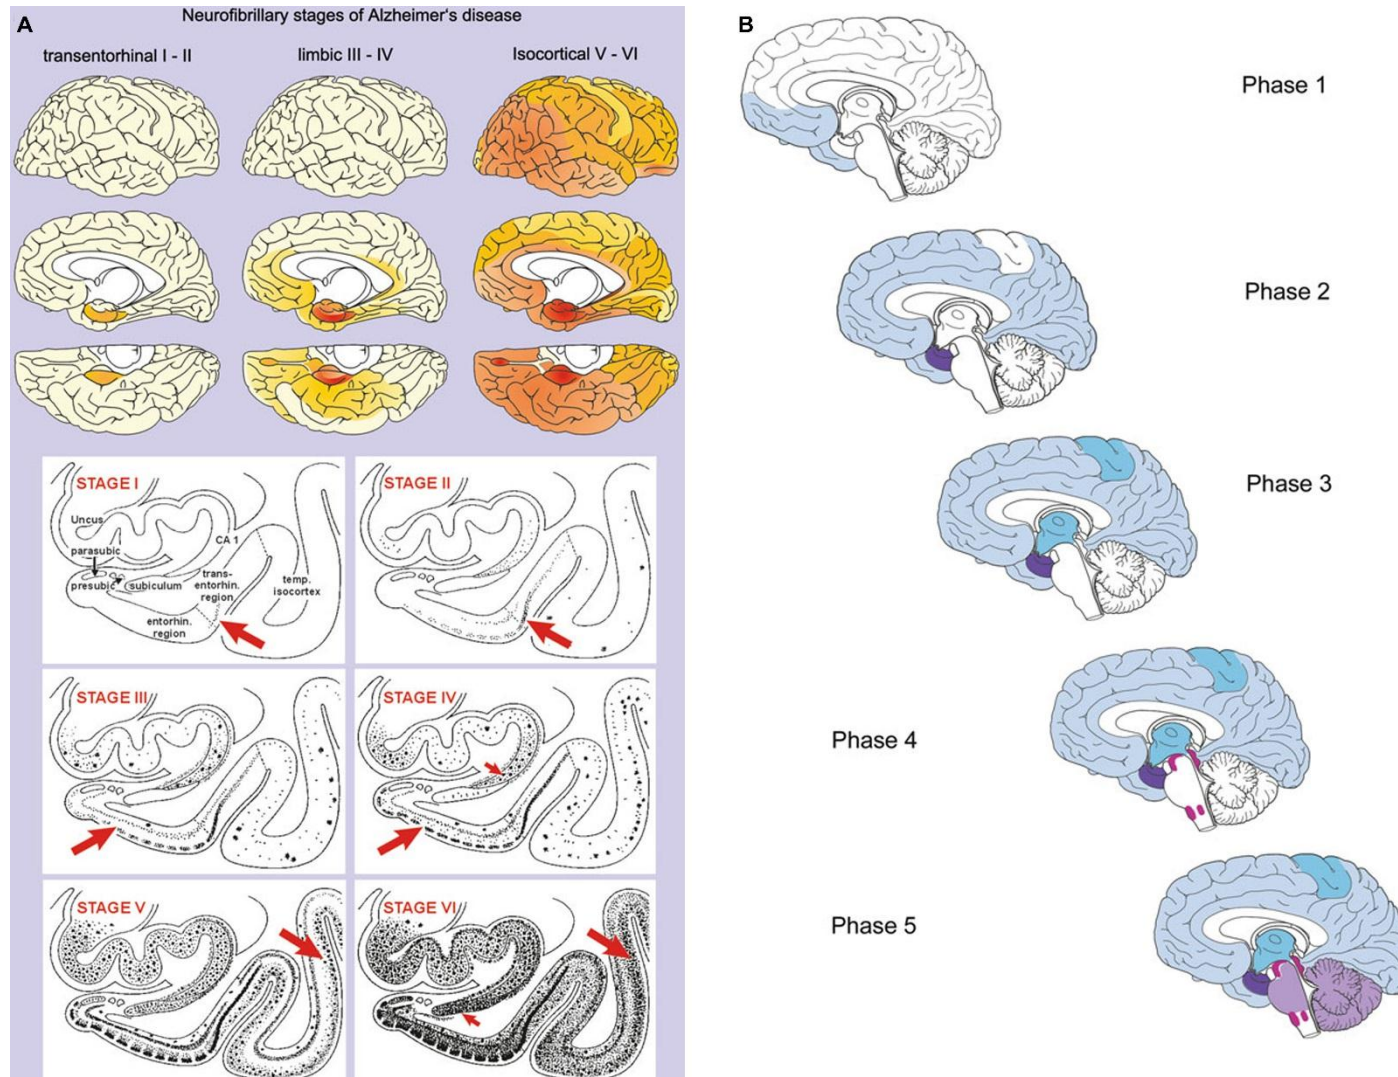 A
Neurofibrillary stages of Alzheimer's disease
transentorhinal I - II
limbic III - IV
Isocortical V - VI
STAGE I
Uncus
CA 1
parasubic
presubic
subiculum
trans-
entorhin.
region
temp.
isocortex
entorhin.
region
STAGE II
STAGE III
STAGE IV
STAGE V
STAGE VI
B
Phase 1
Phase 2
Phase 3
Phase 4
Phase 5